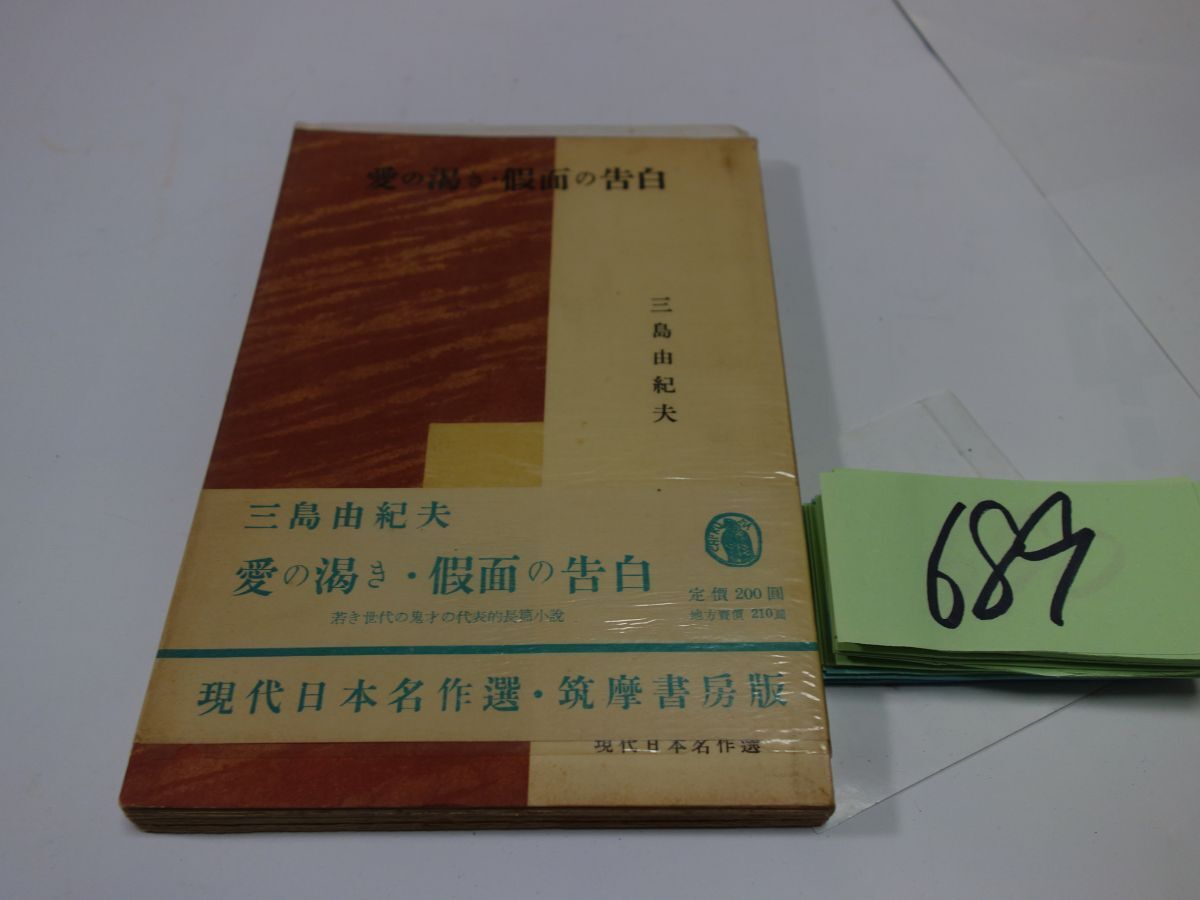 愛の渇き・假面の告白
三島由紀夫
三島由紀夫
愛の渇き・假面の告白
若き世代の鬼才の代表的長篇小說
定價 200圓
地方賣價 210圓
現代日本名作選・筑摩書房版
現代日本名作選